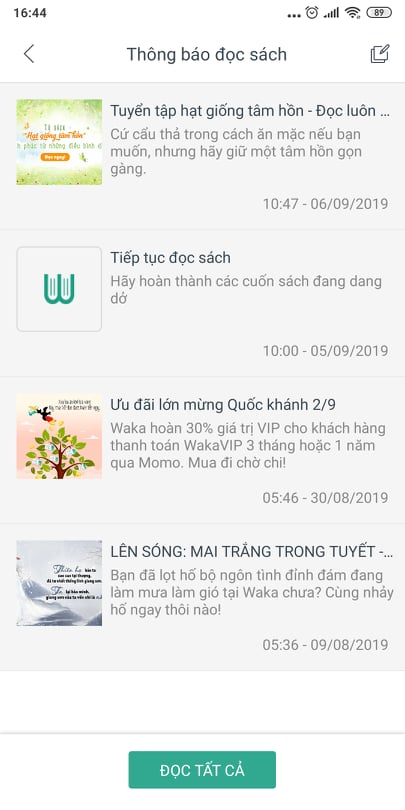 16:44
89
Thông báo đọc sách
Tủ sách
"Hạt giống tâm hồn"
h phúc từ những điều bình d
Đọc ngay!
Tuyển tập hạt giống tâm hồn - Đọc luôn ...
Cứ cẩu thả trong cách ăn mặc nếu bạn
muốn, nhưng hãy giữ một tâm hồn gọn
gàng.
10:47 - 06/09/2019
Tiếp tục đọc sách
Hãy hoàn thành các cuốn sách đang dang
dở
10:00 - 05/09/2019
Ưu đãi lớn mừng Quốc khánh 2/9
Waka hoàn 30% giá trị VIP cho khách hàng
thanh toán WakaVIP 3 tháng hoặc 1 năm
qua Momo. Mua đi chờ chi!
05:46 - 30/08/2019
Thiên hạ
LÊN SÓNG: MAI TRẮNG TRONG TUYẾT -...
Bạn đã lọt hố bộ ngôn tình đỉnh đám đang
làm mưa làm gió tại Waka chưa? Cùng nhảy
hố ngay thôi nào!
05:36 - 09/08/2019
ĐỌC TẤT CẢ